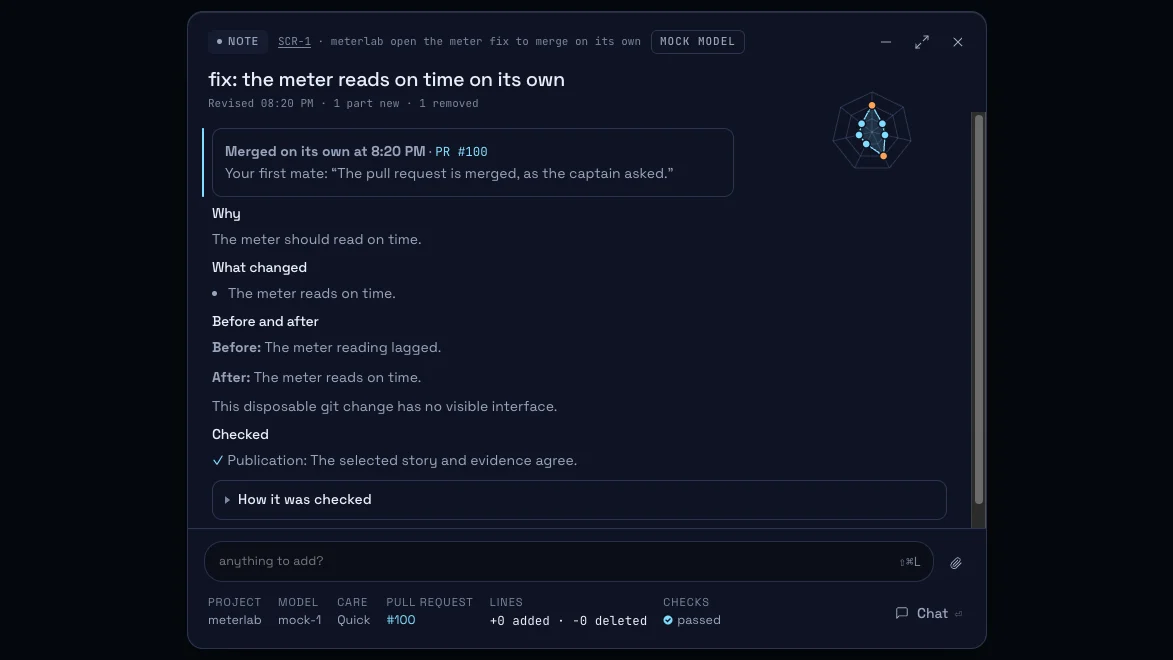 NOTE SCR-1 · meterlab open the meter fix to merge on its own MOCK MODEL
fix: the meter reads on time on its own
Revised 08:20 PM · 1 part new · 1 removed
Merged on its own at 8:20 PM · PR #100
Your first mate: “The pull request is merged, as the captain asked.”
Why
The meter should read on time.
What changed
• The meter reads on time.
Before and after
Before: The meter reading lagged.
After: The meter reads on time.
This disposable git change has no visible interface.
Checked
✓ Publication: The selected story and evidence agree.
How it was checked
anything to add? ⇧⌘L
PROJECT MODEL CARE PULL REQUEST LINES CHECKS
meterlab mock-1 Quick #100 +0 added · -0 deleted passed
Chat ⏎